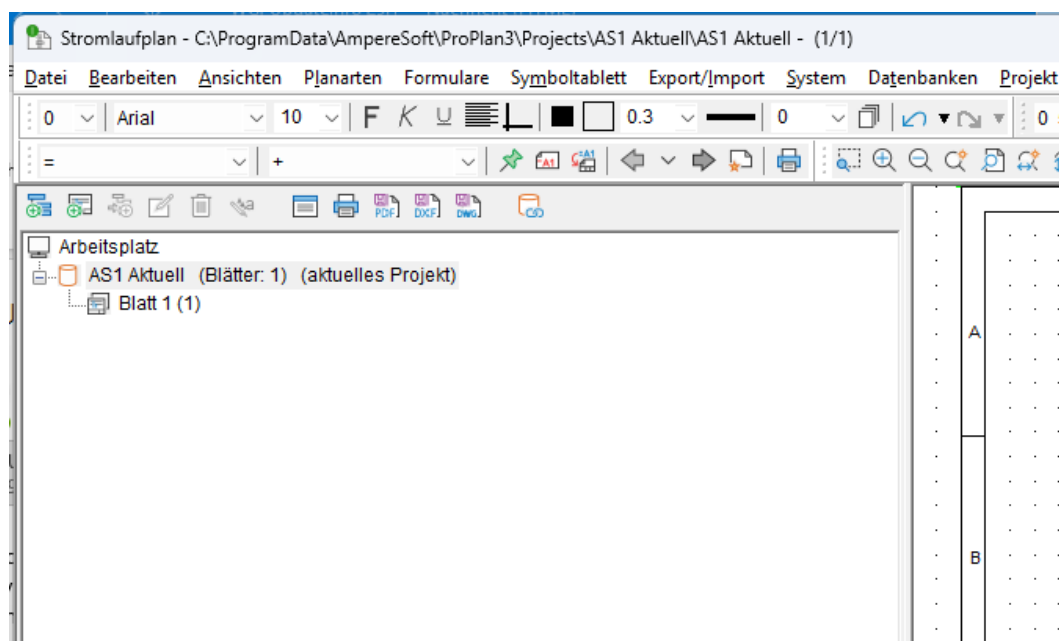 Stromlaufplan - C:\ProgramData\AmpereSoft\ProPlan3\Projects\AS1 Aktuell\AS1 Aktuell - (1/1)
Datei Bearbeiten Ansichten Planarten Formulare Symboltablett Export/Import System Datenbanken Projekt
0 Arial 10 F K U 0.3 0 0
= +
PDF DXF DWG
Arbeitsplatz
AS1 Aktuell (Blätter: 1) (aktuelles Projekt)
Blatt 1 (1)
A
B